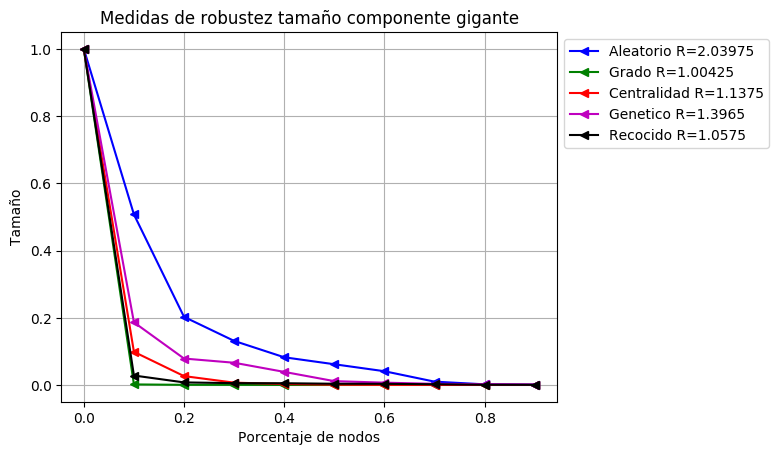 Medidas de robustez tamaño componente gigante
1.0
0.8
0.6
0.4
0.2
0.0
Tamaño
0.0 0.2 0.4 0.6 0.8
Porcentaje de nodos
Aleatorio R=2.03975
Grado R=1.00425
Centralidad R=1.1375
Genetico R=1.3965
Recocido R=1.0575